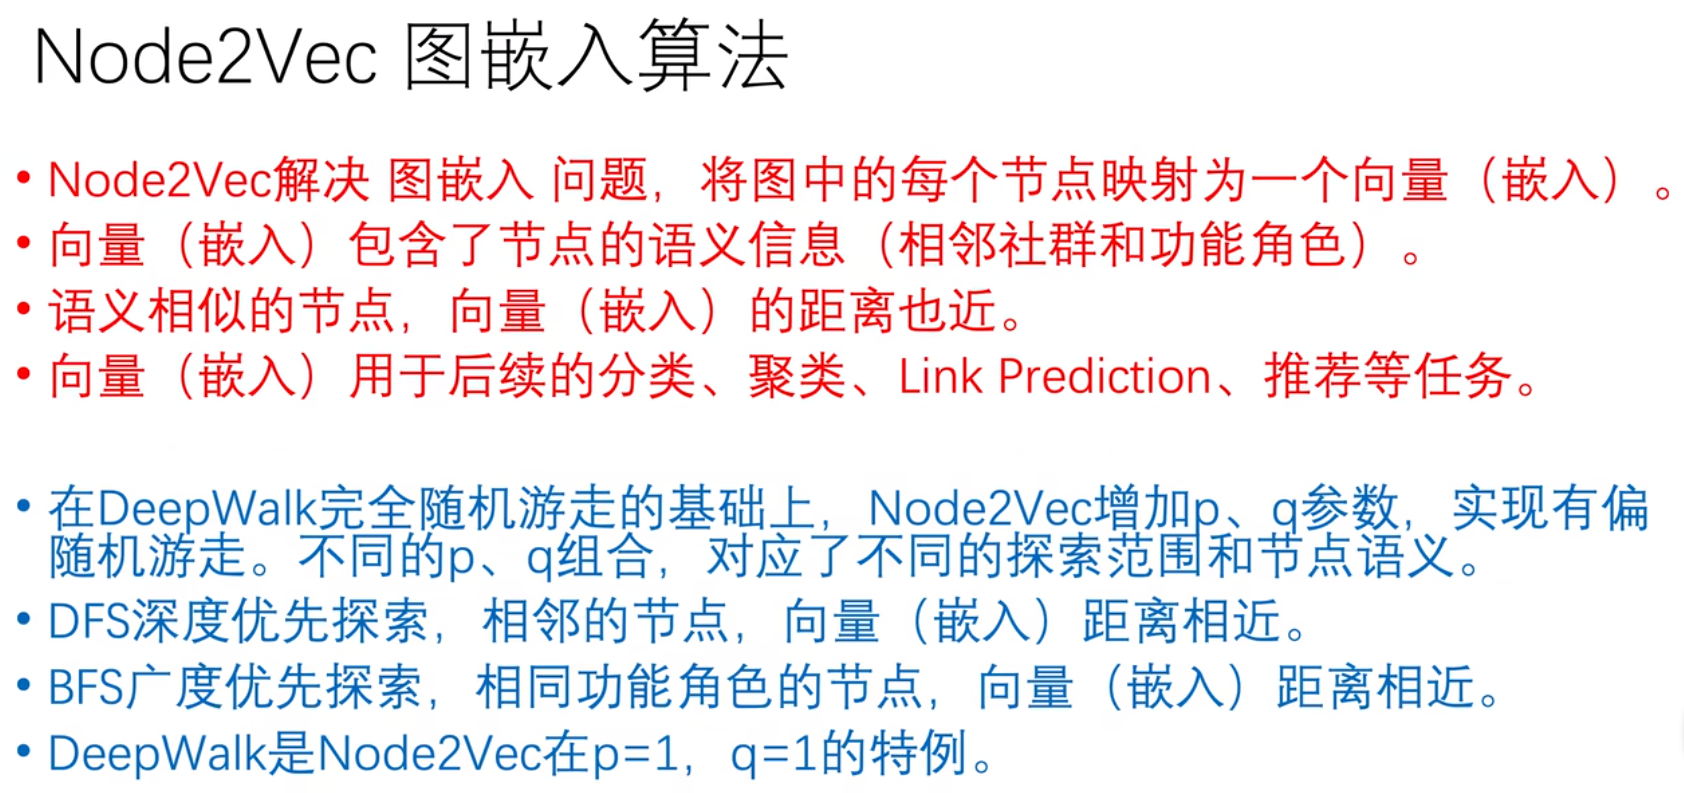 Node2Vec 图嵌入算法
• Node2Vec解决 图嵌入 问题，将图中的每个节点映射为一个向量（嵌入）。
• 向量（嵌入）包含了节点的语义信息（相邻社群和功能角色）。
• 语义相似的节点，向量（嵌入）的距离也近。
• 向量（嵌入）用于后续的分类、聚类、Link Prediction、推荐等任务。
• 在DeepWalk完全随机游走的基础上，Node2Vec增加p、q参数，实现有偏
随机游走。不同的p、q组合，对应了不同的探索范围和节点语义。
• DFS深度优先探索，相邻的节点，向量（嵌入）距离相近。
• BFS广度优先探索，相同功能角色的节点，向量（嵌入）距离相近。
• DeepWalk是Node2Vec在p=1，q=1的特例。